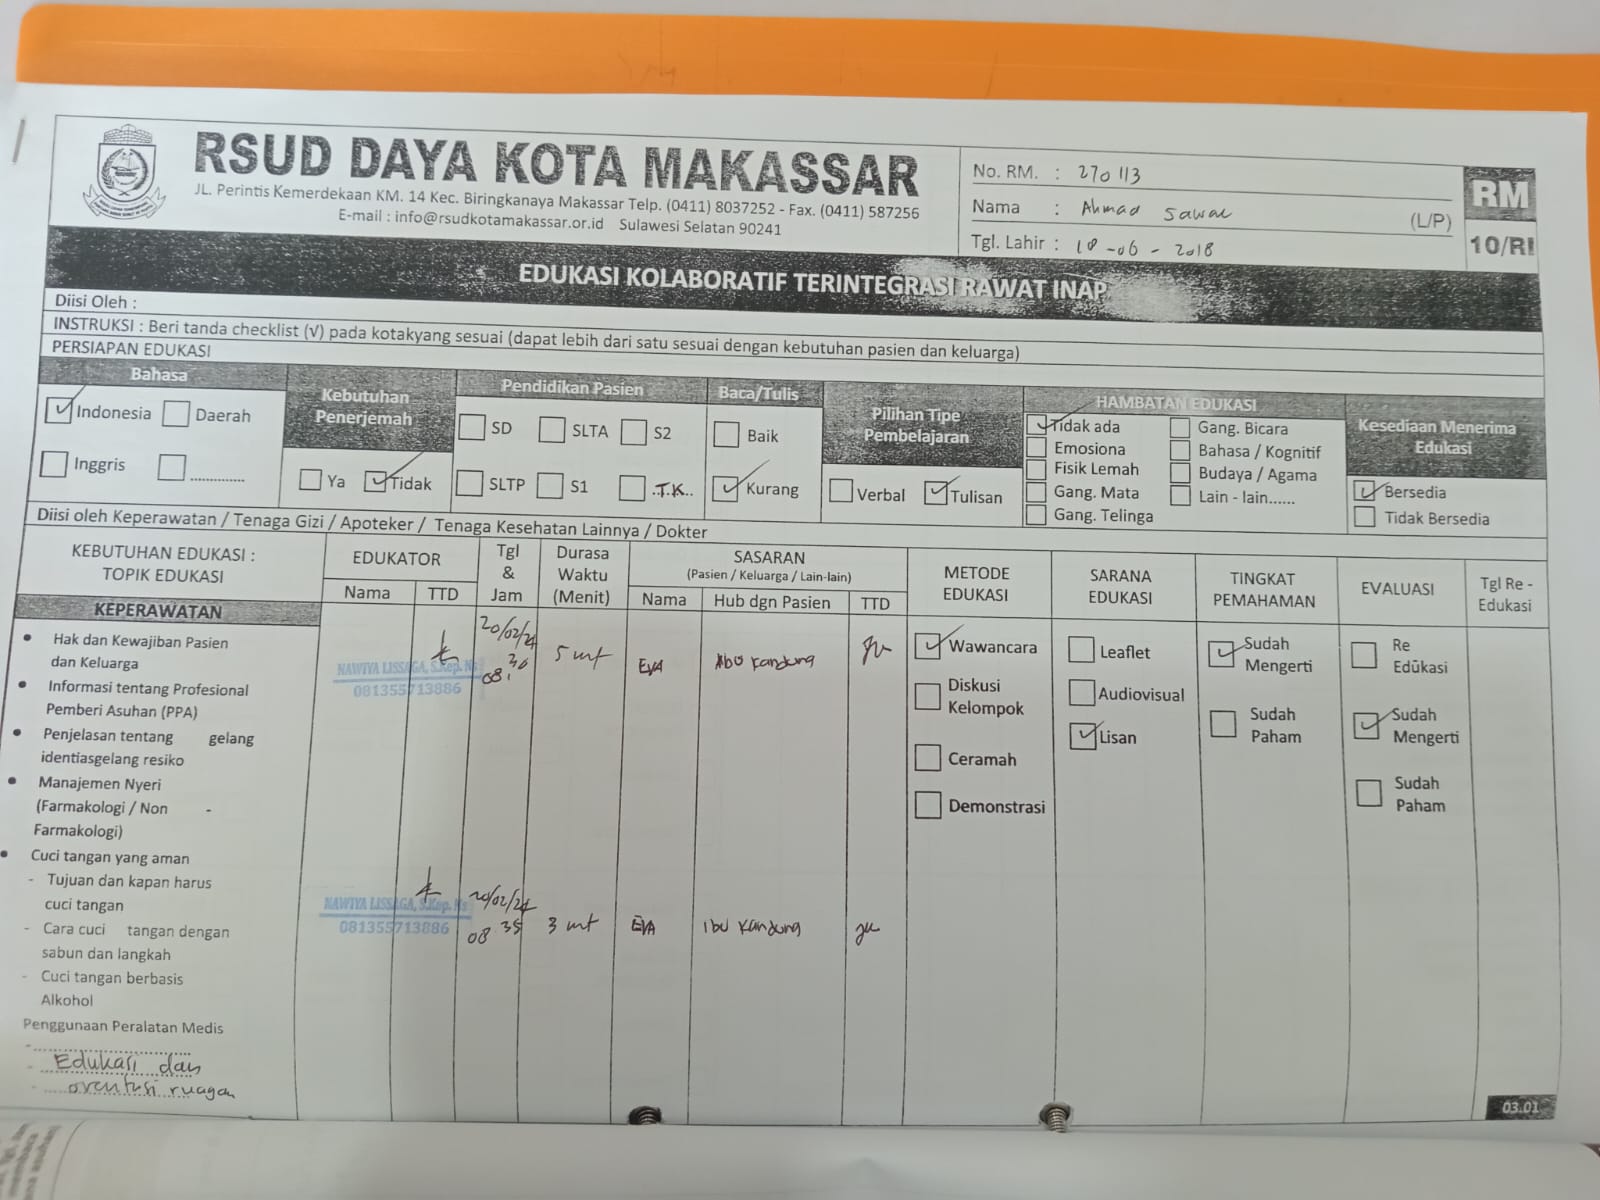 RSUD DAYA KOTA MAKASSAR
JL. Perintis Kemerdekaan KM. 14 Kec. Biringkanaya Makassar Telp. (0411) 8037252 - Fax. (0411) 587256
E-mail : info@rsudkotamakassar.or.id Sulawesi Selatan 90241
No. RM. : 270113
Nama : Ahmad (L/P)
Tgl. Lahir : 18-06-2018
RM
10/RI
EDUKASI KOLABORATIF TERINTEGRASI RAWAT INAP
Diisi Oleh :
INSTRUKSI : Beri tanda checklist (√) pada kotakyang sesuai (dapat lebih dari satu sesuai dengan kebutuhan pasien dan keluarga)
PERSIAPAN EDUKASI
Bahasa
Indonesia Daerah
Inggris ..............
Kebutuhan
Penerjemah
Ya Tidak
Pendidikan Pasien
SD SLTA S2
SLTP S1 ..T.K..
Baca/Tulis
Baik
Kurang
Pilihan Tipe
Pembelajaran
Verbal Tulisan
HAMBATAN EDUKASI
Tidak ada Gang. Bicara
Emosiona Bahasa / Kognitif
Fisik Lemah Budaya / Agama
Gang. Mata Lain - lain......
Gang. Telinga
Kesediaan Menerima
Edukasi
Bersedia
Tidak Bersedia
Diisi oleh Keperawatan / Tenaga Gizi / Apoteker / Tenaga Kesehatan Lainnya / Dokter
KEBUTUHAN EDUKASI :
TOPIK EDUKASI
EDUKATOR
Nama TTD
Tgl
&
Jam
Durasa
Waktu
(Menit)
SASARAN
(Pasien / Keluarga / Lain-lain)
Nama Hub dgn Pasien TTD
METODE
EDUKASI
SARANA
EDUKASI
TINGKAT
PEMAHAMAN
EVALUASI
Tgl Re -
Edukasi
KEPERAWATAN
• Hak dan Kewajiban Pasien
dan Keluarga
• Informasi tentang Profesional
Pemberi Asuhan (PPA)
• Penjelasan tentang gelang
identiasgelang resiko
• Manajemen Nyeri
(Farmakologi / Non -
Farmakologi)
• Cuci tangan yang aman
- Tujuan dan kapan harus
cuci tangan
- Cara cuci tangan dengan
sabun dan langkah
- Cuci tangan berbasis
Alkohol
Penggunaan Peralatan Medis
- Edukasi dan
- orentasi ruagan
NAWIYA LISSAGA, S.Kep. Ns
081355713886
20/02/24
08.30
5 mt
EVA
Ibu Kandung
NAWIYA LISSAGA, S.Kep. Ns
081355713886
20/02/24
08 35
3 mt
EVA
Ibu Kandung
Wawancara
Diskusi
Kelompok
Ceramah
Demonstrasi
Leaflet
Audiovisual
Lisan
Sudah
Mengerti
Sudah
Paham
Re
Edukasi
Sudah
Mengerti
Sudah
Paham
03.01